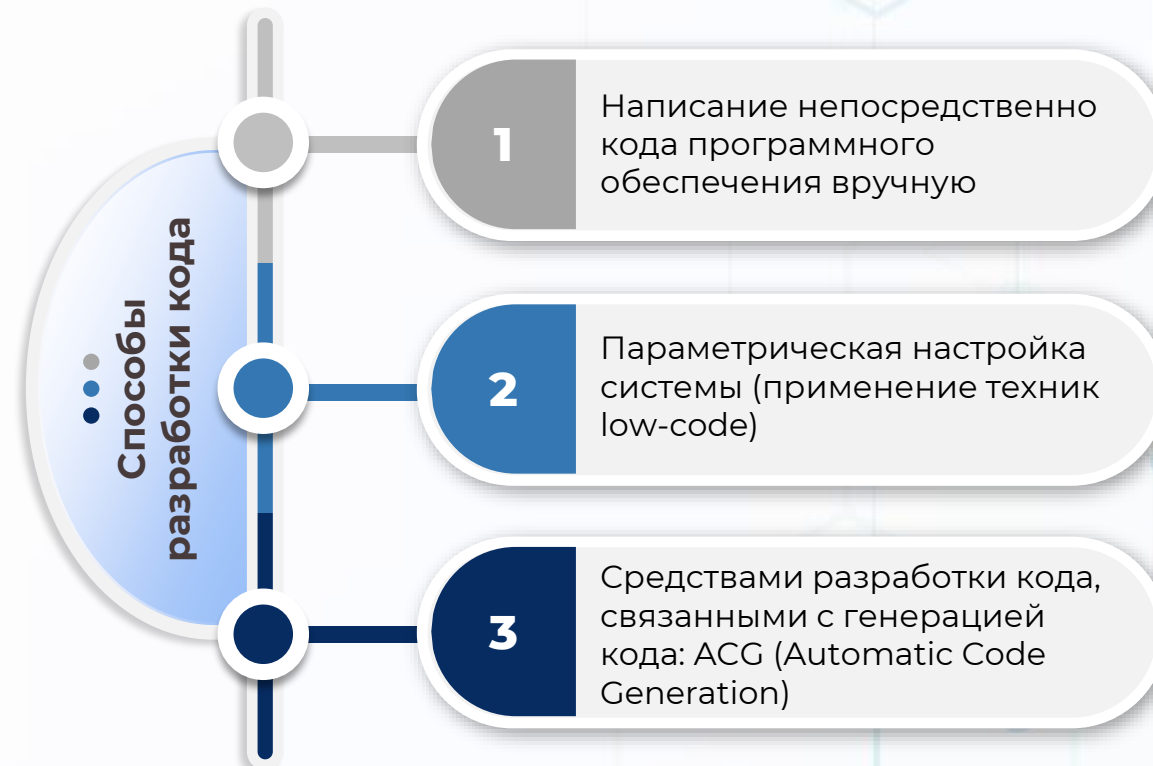 Способы
разработки кода
1
Написание непосредственно
кода программного
обеспечения вручную
2
Параметрическая настройка
системы (применение техник
low-code)
3
Средствами разработки кода,
связанными с генерацией
кода: ACG (Automatic Code
Generation)